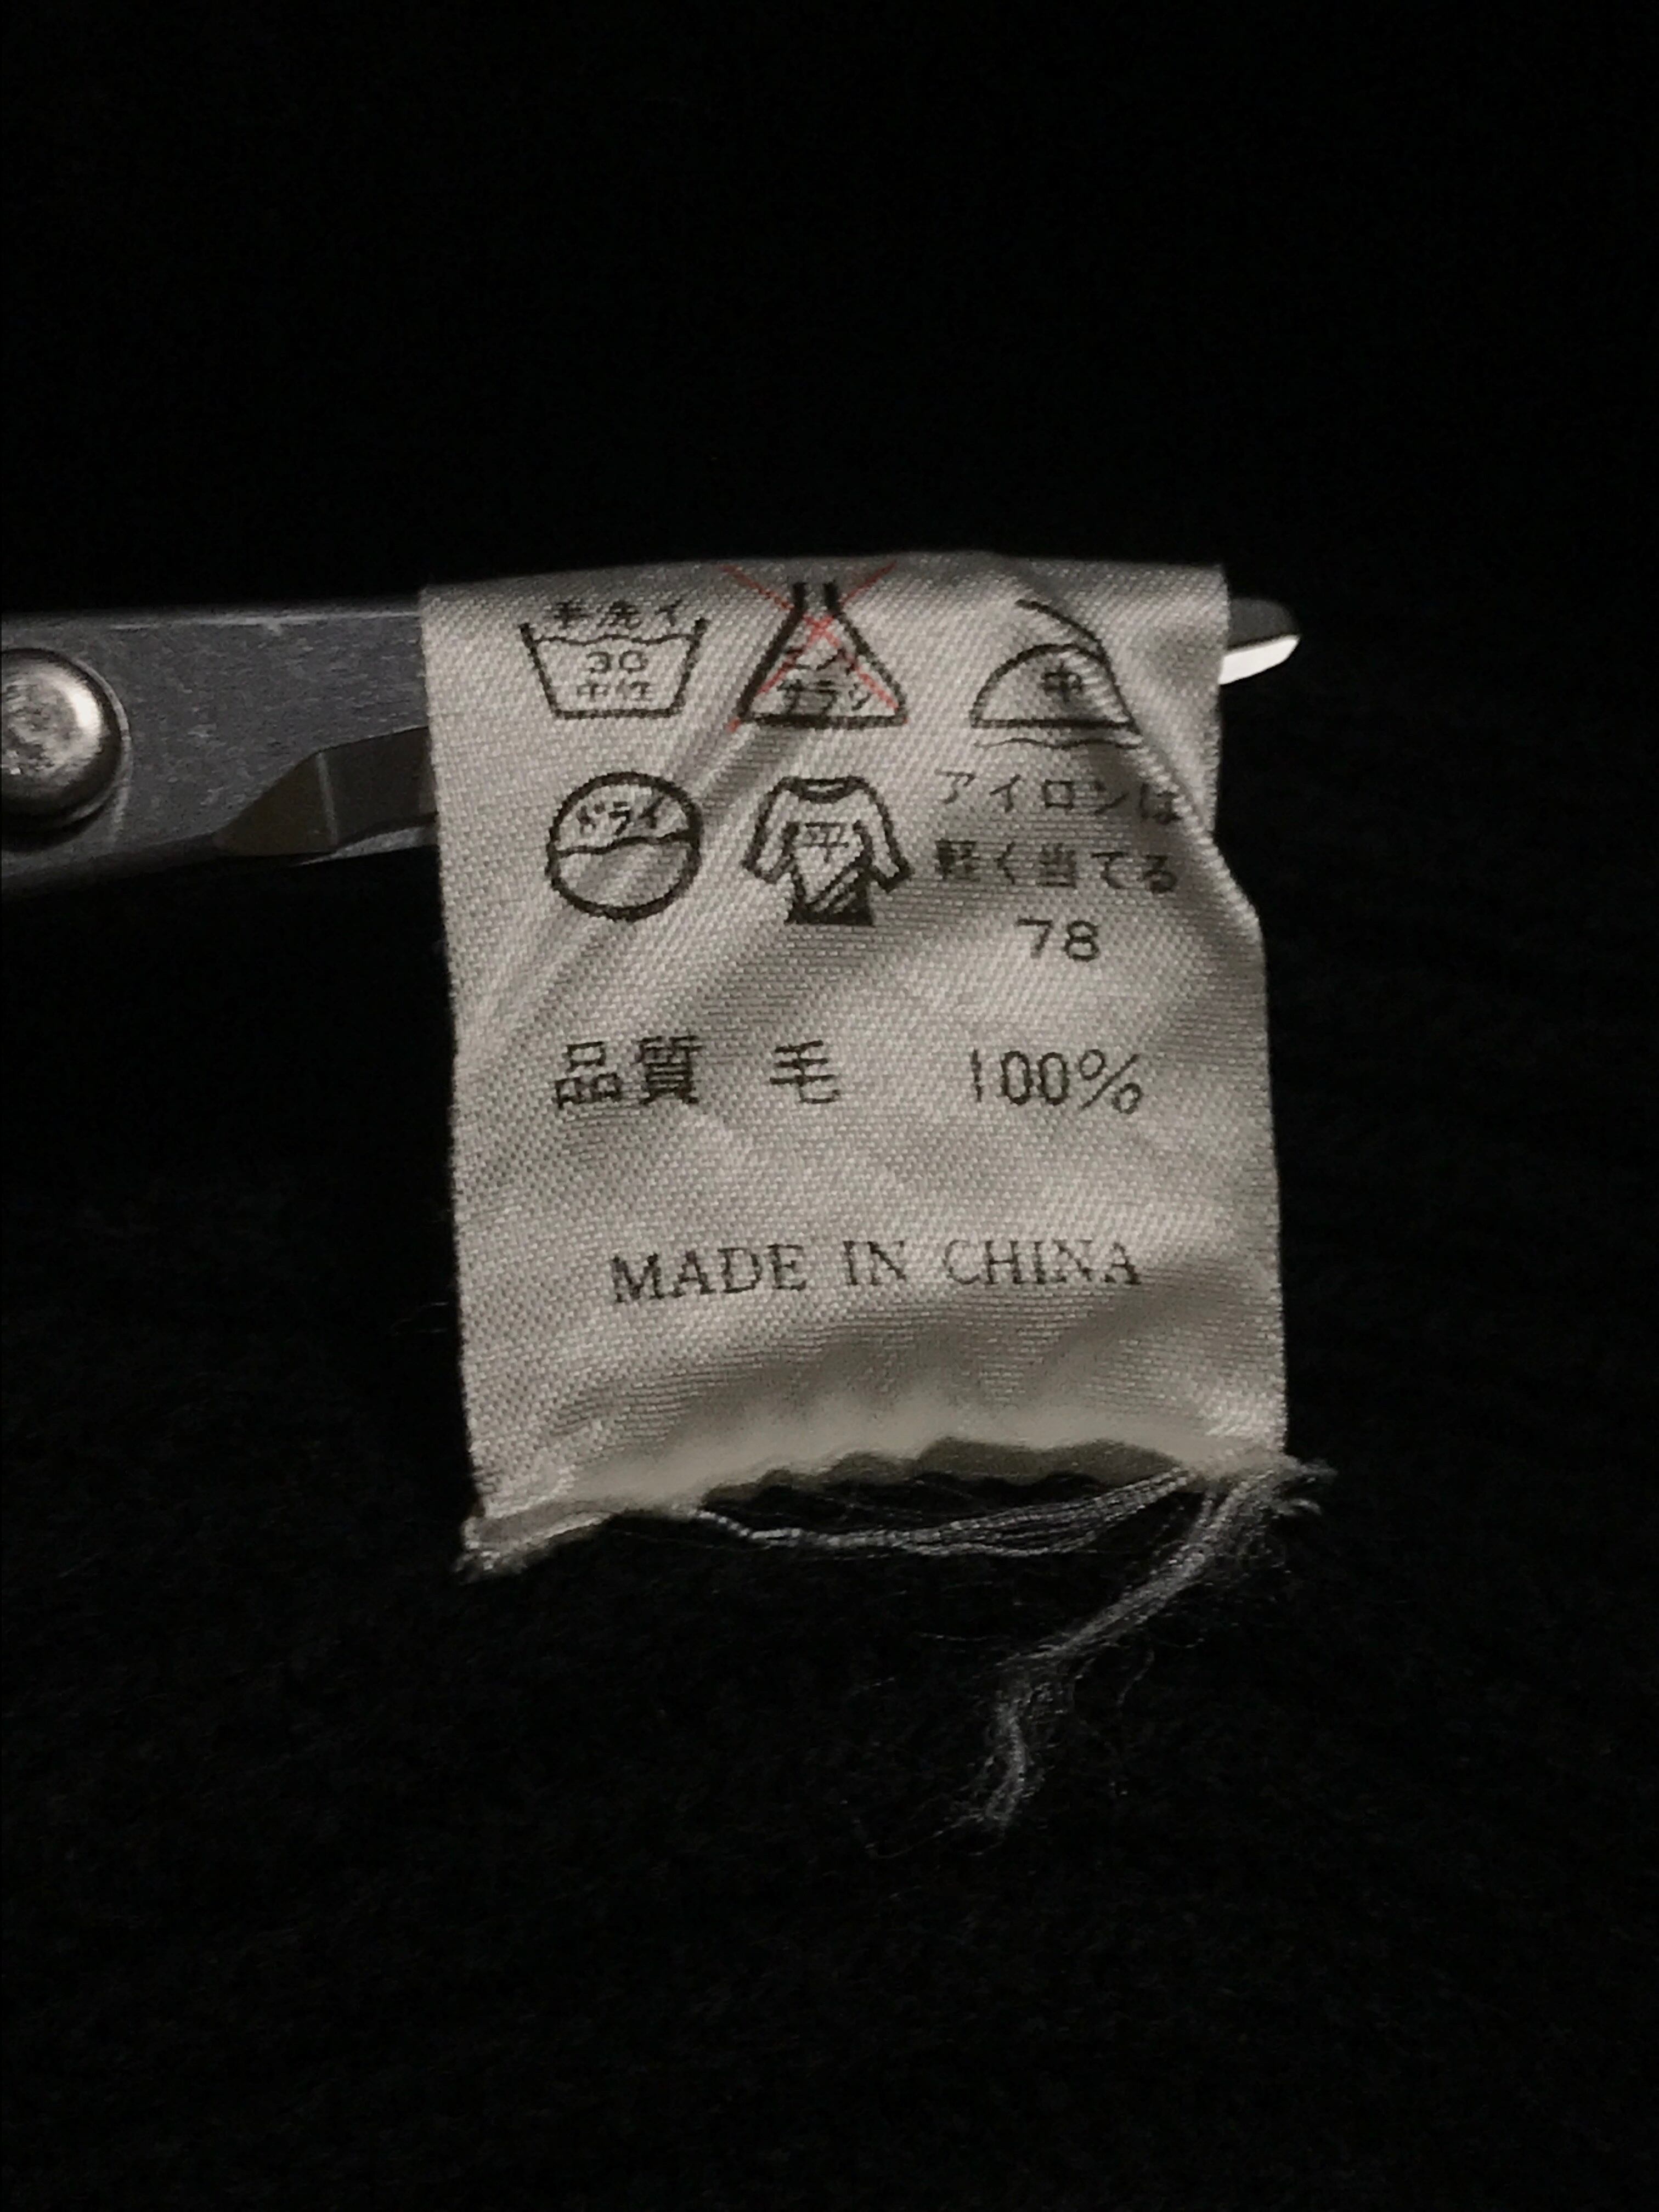 手洗イ
30
中性
エンソ
サラシ
中
ドライ
平
アイロンは
軽く当てる
78
品質 毛 100%
MADE IN CHINA